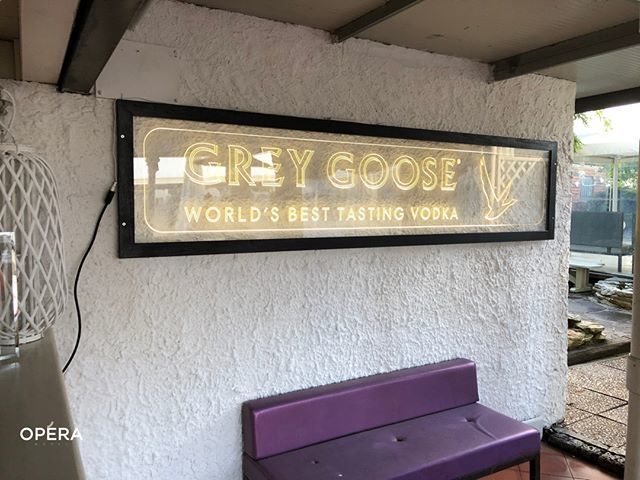 GREY GOOSE®
WORLD'S BEST TASTING VODKA
OPÉRA